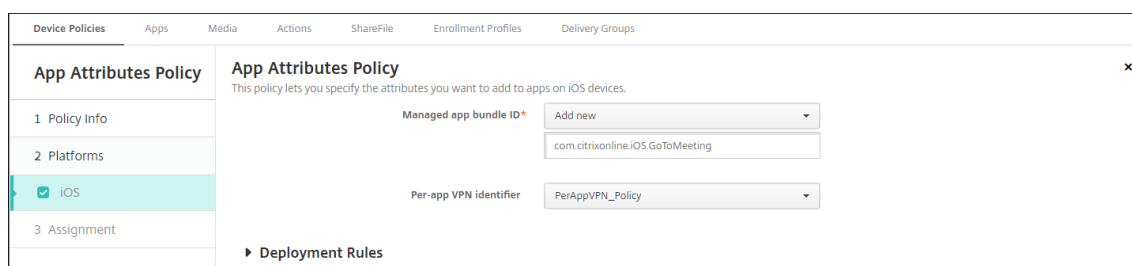 Device Policies Apps Media Actions ShareFile Enrollment Profiles Delivery Groups
App Attributes Policy
1 Policy Info
2 Platforms
iOS
3 Assignment
App Attributes Policy
This policy lets you specify the attributes you want to add to apps on iOS devices.
Managed app bundle ID* Add new
com.citrixonline.iOS.GoToMeeting
Per-app VPN identifier PerAppVPN_Policy
Deployment Rules